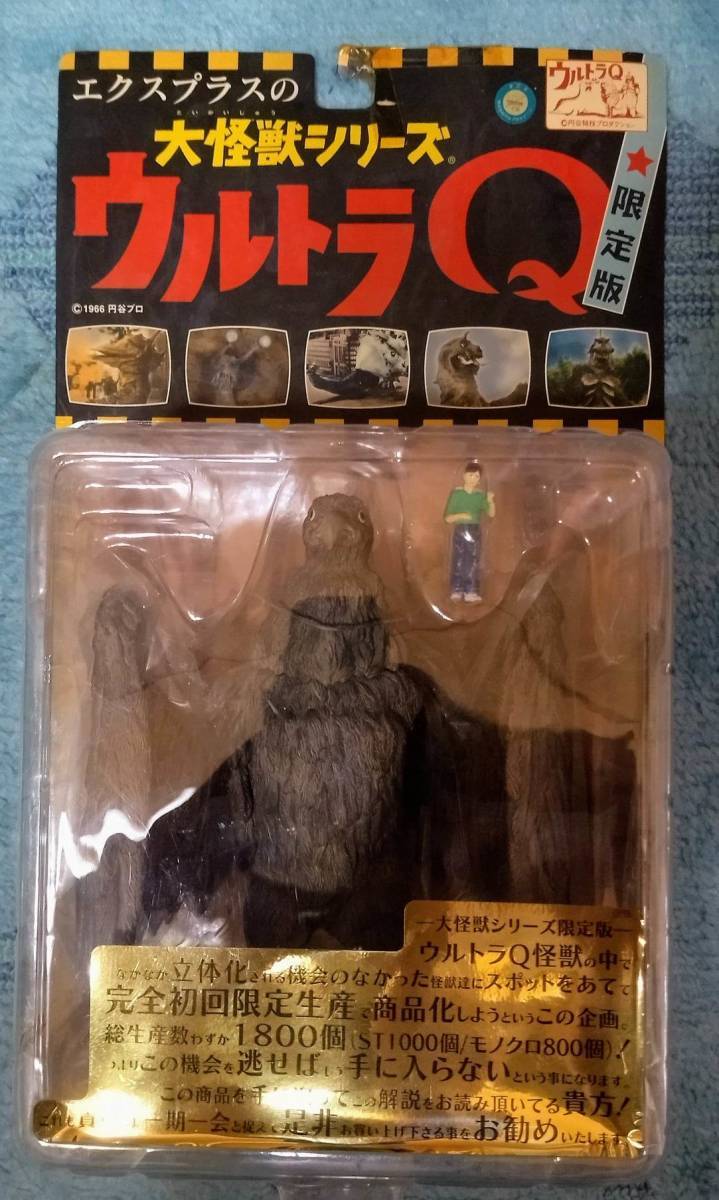 エクスプラスの
たいかいじゅう
大怪獣シリーズ®
ウルトラQ
ウルトラQ
©円谷特技プロダクション
★限定版
©1966 円谷プロ
―大怪獣シリーズ限定版―
ウルトラQ怪獣の中で
なかなか立体化される機会のなかった怪獣達にスポットをあてて
完全初回限定生産で商品化しようというこの企画。
総生産数わずか1800個(ST1000個/モノクロ800個)!
つまりこの機会を逃せばもう手に入らないという事になります。
この商品を手に この解説をお読み頂いてる貴方!
これも 一期一会と捉えて是非お買い上げ下さる事をお勧めいたします。